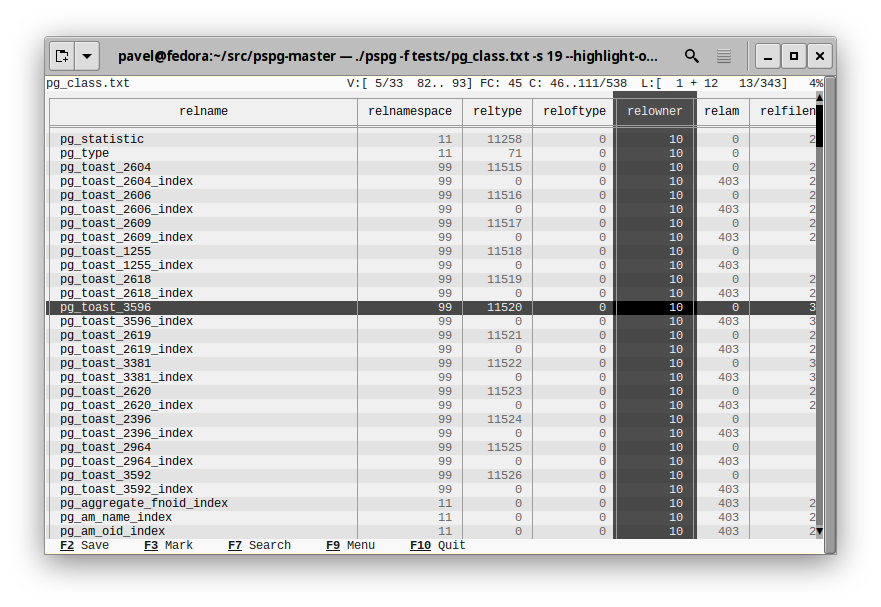 pavel@fedora:~/src/pspg-master — ./pspg -f tests/pg_class.txt -s 19 --highlight-o...
pg_class.txt V:[ 5/33 82.. 93] FC: 45 C: 46..111/538 L:[ 1 + 12 13/343] 4%
relname relnamespace reltype reloftype relowner relam relfilen
pg_statistic 11 11258 0 10 0 2
pg_type 11 71 0 10 0
pg_toast_2604 99 11515 0 10 0 2
pg_toast_2604_index 99 0 0 10 403 2
pg_toast_2606 99 11516 0 10 0 2
pg_toast_2606_index 99 0 0 10 403 2
pg_toast_2609 99 11517 0 10 0 2
pg_toast_2609_index 99 0 0 10 403 2
pg_toast_1255 99 11518 0 10 0
pg_toast_1255_index 99 0 0 10 403
pg_toast_2618 99 11519 0 10 0 2
pg_toast_2618_index 99 0 0 10 403 2
pg_toast_3596 99 11520 0 10 0 3
pg_toast_3596_index 99 0 0 10 403 3
pg_toast_2619 99 11521 0 10 0 2
pg_toast_2619_index 99 0 0 10 403 2
pg_toast_3381 99 11522 0 10 0 3
pg_toast_3381_index 99 0 0 10 403 3
pg_toast_2620 99 11523 0 10 0 2
pg_toast_2620_index 99 0 0 10 403 2
pg_toast_2396 99 11524 0 10 0
pg_toast_2396_index 99 0 0 10 403
pg_toast_2964 99 11525 0 10 0
pg_toast_2964_index 99 0 0 10 403
pg_toast_3592 99 11526 0 10 0
pg_toast_3592_index 99 0 0 10 403
pg_aggregate_fnoid_index 11 0 0 10 403 2
pg_am_name_index 11 0 0 10 403 2
pg_am_oid_index 11 0 0 10 403 2
F2 Save F3 Mark F7 Search F9 Menu F10 Quit